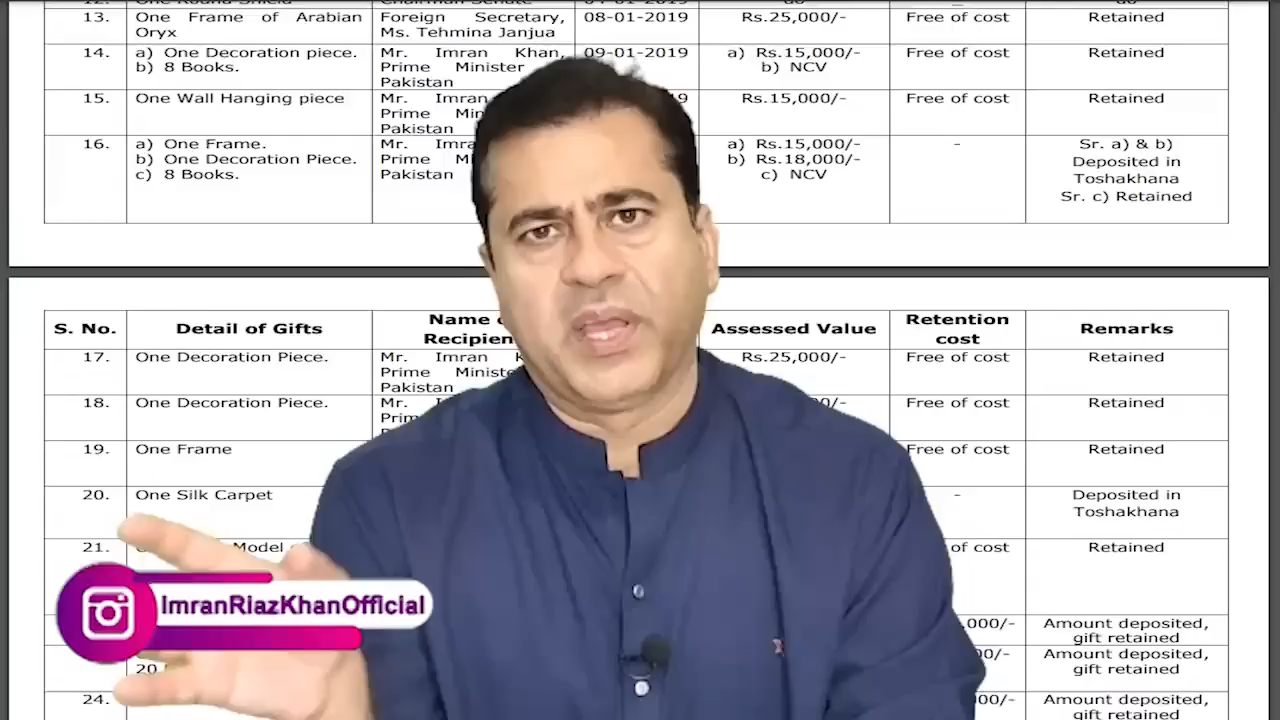 13. One Frame of Arabian Oryx Foreign Secretary, Ms. Tehmina Janjua 08-01-2019 Rs.25,000/- Free of cost Retained
14. a) One Decoration piece. b) 8 Books. Mr. Imran Khan, Prime Minister Pakistan 09-01-2019 a) Rs.15,000/- b) NCV Free of cost Retained
15. One Wall Hanging piece Mr. Imran Prime Pakistan Rs.15,000/- Free of cost Retained
16. a) One Frame. b) One Decoration Piece. c) 8 Books. Mr. Prime Pakistan a) Rs.15,000/- b) Rs.18,000/- c) NCV - Sr. a) & b) Deposited in Toshakhana Sr. c) Retained
S. No. Detail of Gifts Name Recipien Assessed Value Retention cost Remarks
17. One Decoration Piece. Mr. Imran Prime Pakistan Rs.25,000/- Free of cost Retained
18. One Decoration Piece. Mr. Free of cost Retained
19. One Frame Free of cost Retained
20. One Silk Carpet - Deposited in Toshakhana
21. Model of cost Retained
Amount deposited, gift retained
20 Amount deposited, gift retained
24. Amount deposited, gift retained
ImranRiazKhanOfficial